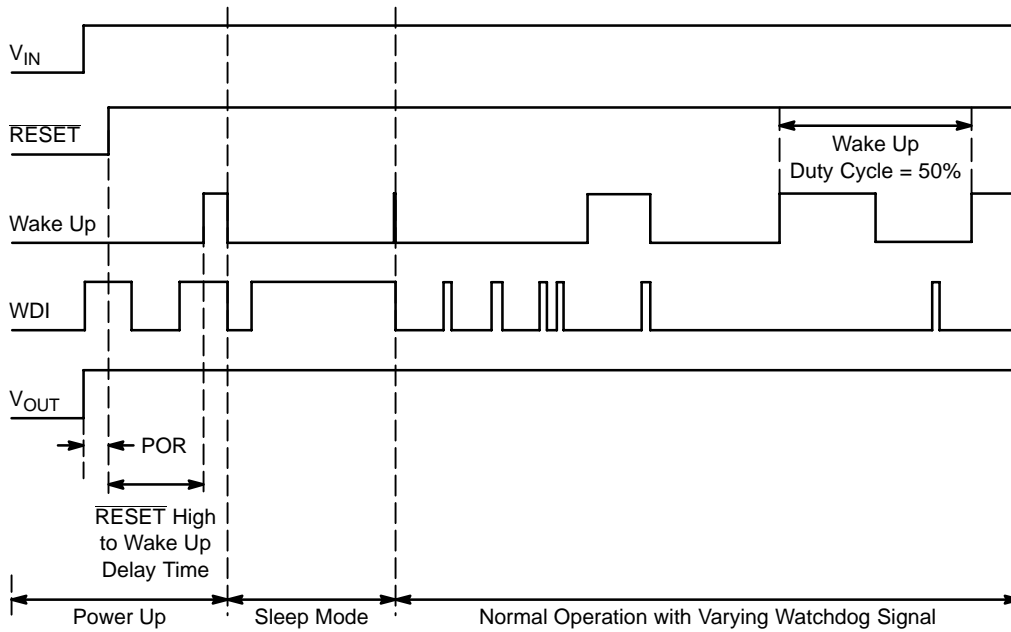 VIN
RESET
Wake Up
Duty Cycle = 50%
Wake Up
WDI
VOUT
POR
RESET High
to Wake Up
Delay Time
Power Up
Sleep Mode
Normal Operation with Varying Watchdog Signal